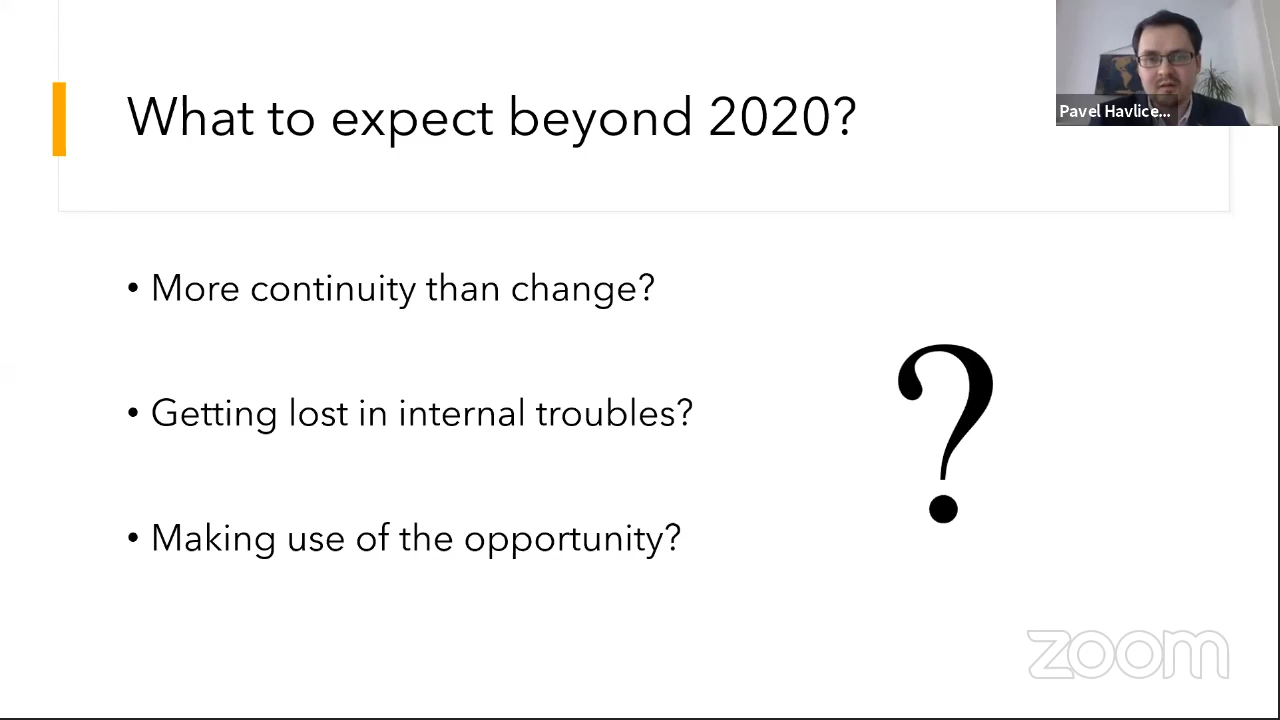 What to expect beyond 2020?
Pavel Havlice...
• More continuity than change?
• Getting lost in internal troubles?
• Making use of the opportunity?
?
zoom